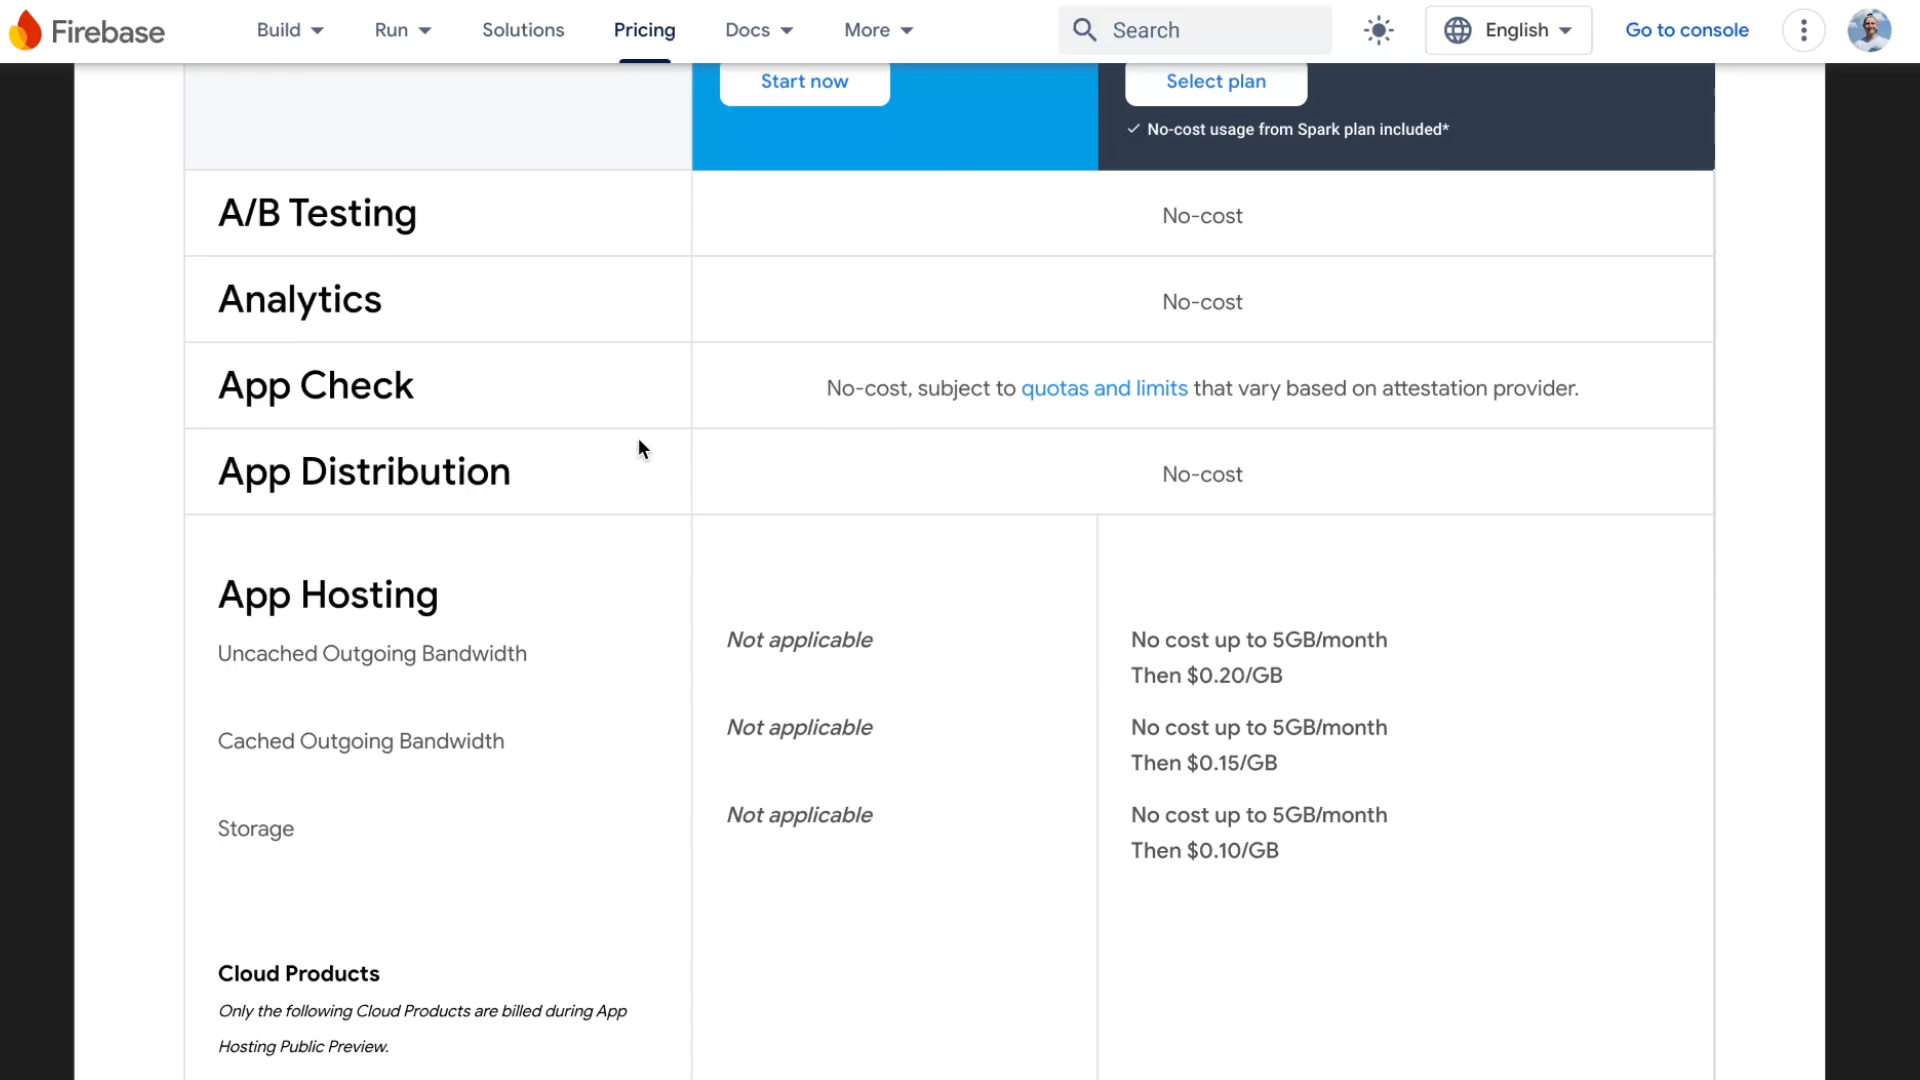 Firebase
Build
Run
Solutions
Pricing
Docs
More
Search
English
Go to console
Start now
Select plan
No-cost usage from Spark plan included*
A/B Testing
No-cost
Analytics
No-cost
App Check
No-cost, subject to quotas and limits that vary based on attestation provider.
App Distribution
No-cost
App Hosting
Uncached Outgoing Bandwidth
Not applicable
No cost up to 5GB/month
Then $0.20/GB
Cached Outgoing Bandwidth
Not applicable
No cost up to 5GB/month
Then $0.15/GB
Storage
Not applicable
No cost up to 5GB/month
Then $0.10/GB
Cloud Products
Only the following Cloud Products are billed during App
Hosting Public Preview.